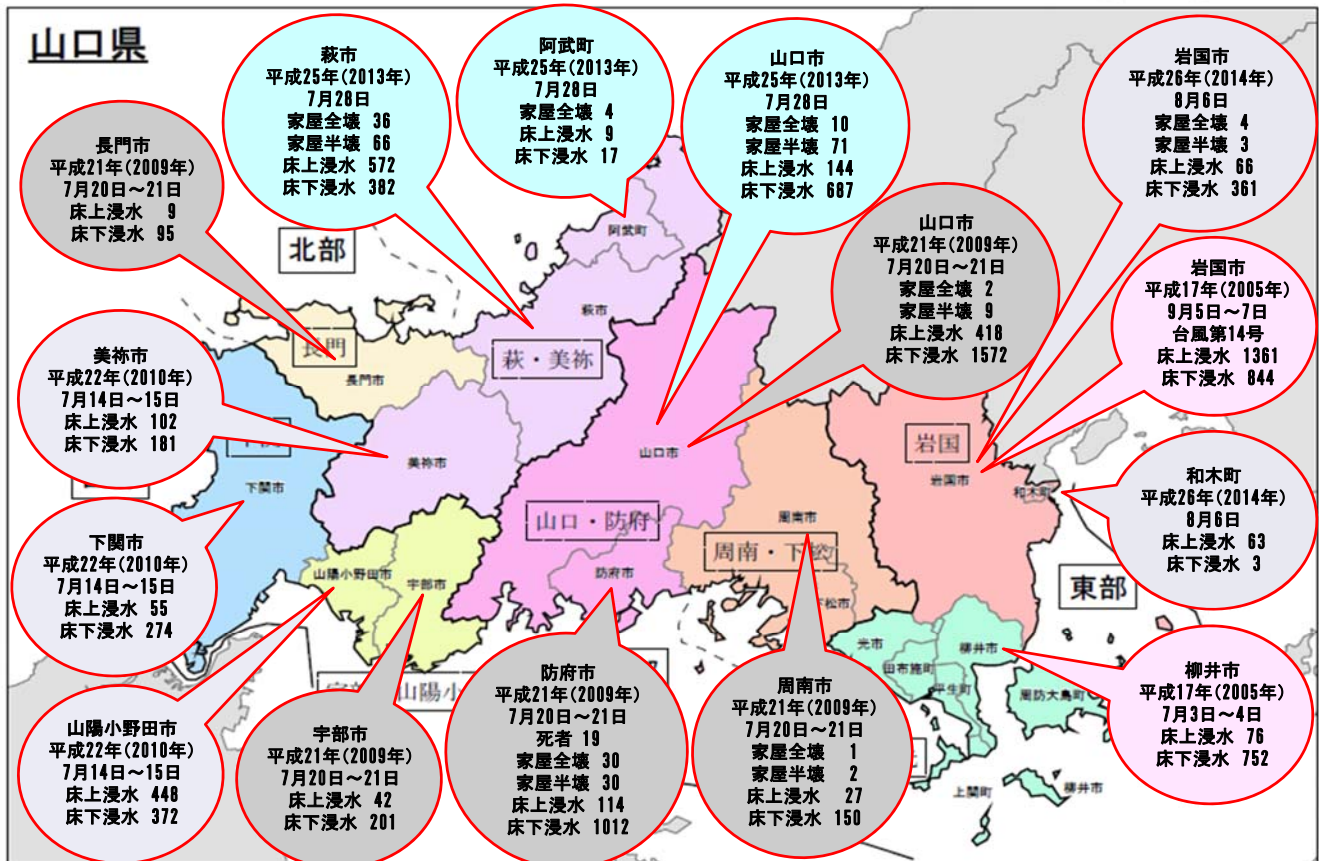 山口県
萩市
平成25年(2013年)
7月28日
家屋全壊 36
家屋半壊 66
床上浸水 572
床下浸水 382
阿武町
平成25年(2013年)
7月28日
家屋全壊 4
床上浸水 9
床下浸水 17
山口市
平成25年(2013年)
7月28日
家屋全壊 10
家屋半壊 71
床上浸水 144
床下浸水 687
岩国市
平成26年(2014年)
8月6日
家屋全壊 4
家屋半壊 3
床上浸水 66
床下浸水 361
長門市
平成21年(2009年)
7月20日～21日
床上浸水 9
床下浸水 95
山口市
平成21年(2009年)
7月20日～21日
家屋全壊 2
家屋半壊 9
床上浸水 418
床下浸水 1572
岩国市
平成17年(2005年)
9月5日～7日
台風第14号
床上浸水 1361
床下浸水 844
美祢市
平成22年(2010年)
7月14日～15日
床上浸水 102
床下浸水 181
和木町
平成26年(2014年)
8月6日
床上浸水 63
床下浸水 3
下関市
平成22年(2010年)
7月14日～15日
床上浸水 55
床下浸水 274
山陽小野田市
平成22年(2010年)
7月14日～15日
床上浸水 448
床下浸水 372
宇部市
平成21年(2009年)
7月20日～21日
床上浸水 42
床下浸水 201
防府市
平成21年(2009年)
7月20日～21日
死者 19
家屋全壊 30
家屋半壊 30
床上浸水 114
床下浸水 1012
周南市
平成21年(2009年)
7月20日～21日
家屋全壊 1
家屋半壊 2
床上浸水 27
床下浸水 150
柳井市
平成17年(2005年)
7月3日～4日
床上浸水 76
床下浸水 752
北部
阿武町
萩市
長門
長門市
萩・美祢
美祢市
下関市
山口市
岩国
岩国市
和木町
山口・防府
周南市
周南・下松
防府市
山陽小野田市
宇部市
下松市
東部
光市
柳井市
田布施町
平生町
周防大島町
上関町
柳井市
山陽小